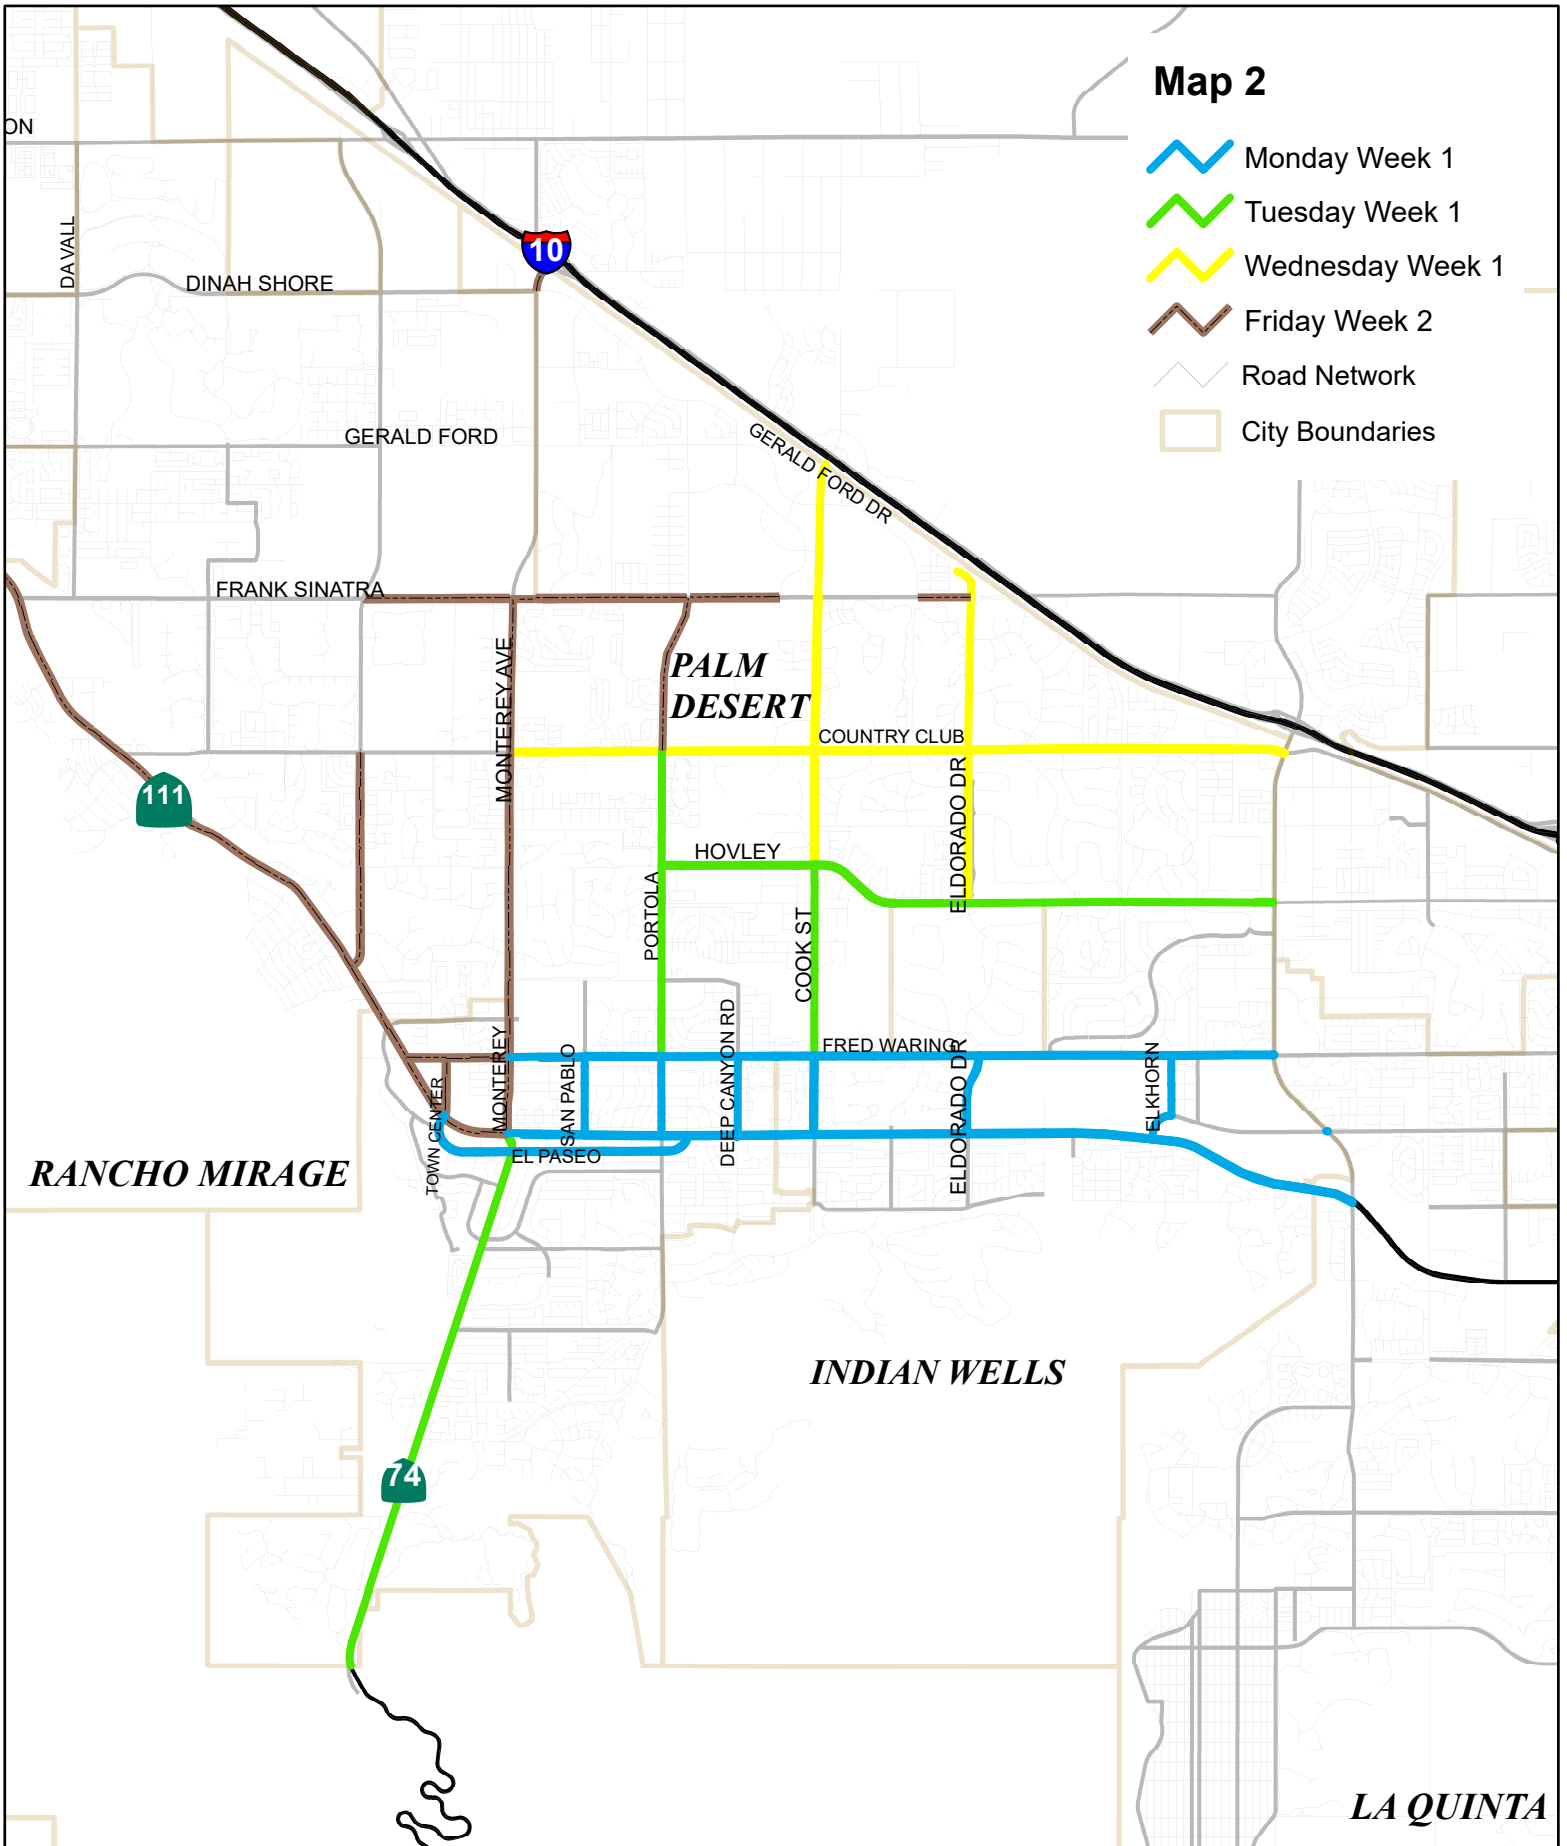 Map 2
Monday Week 1
Tuesday Week 1
Wednesday Week 1
Friday Week 2
Road Network
City Boundaries
ON
DA VALL
10
DINAH SHORE
GERALD FORD
GERALD FORD DR
FRANK SINATRA
MONTEREY AVE
PALM
DESERT
COUNTRY CLUB
111
ELDORADO DR
HOVLEY
PORTOLA
COOK ST
FRED WARING
MONTEREY
SAN PABLO
DEEP CANYON RD
ELDORADO DR
ELKHORN
TOWN CENTER
EL PASEO
RANCHO MIRAGE
INDIAN WELLS
74
LA QUINTA